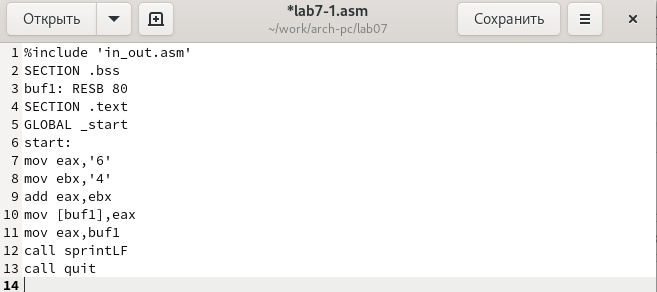 Открыть
*lab7-1.asm
~/work/arch-pc/lab07
Сохранить
1 %include 'in_out.asm'
2 SECTION .bss
3 buf1: RESB 80
4 SECTION .text
5 GLOBAL _start
6 start:
7 mov eax,'6'
8 mov ebx,'4'
9 add eax,ebx
10 mov [buf1],eax
11 mov eax,buf1
12 call sprintLF
13 call quit
14